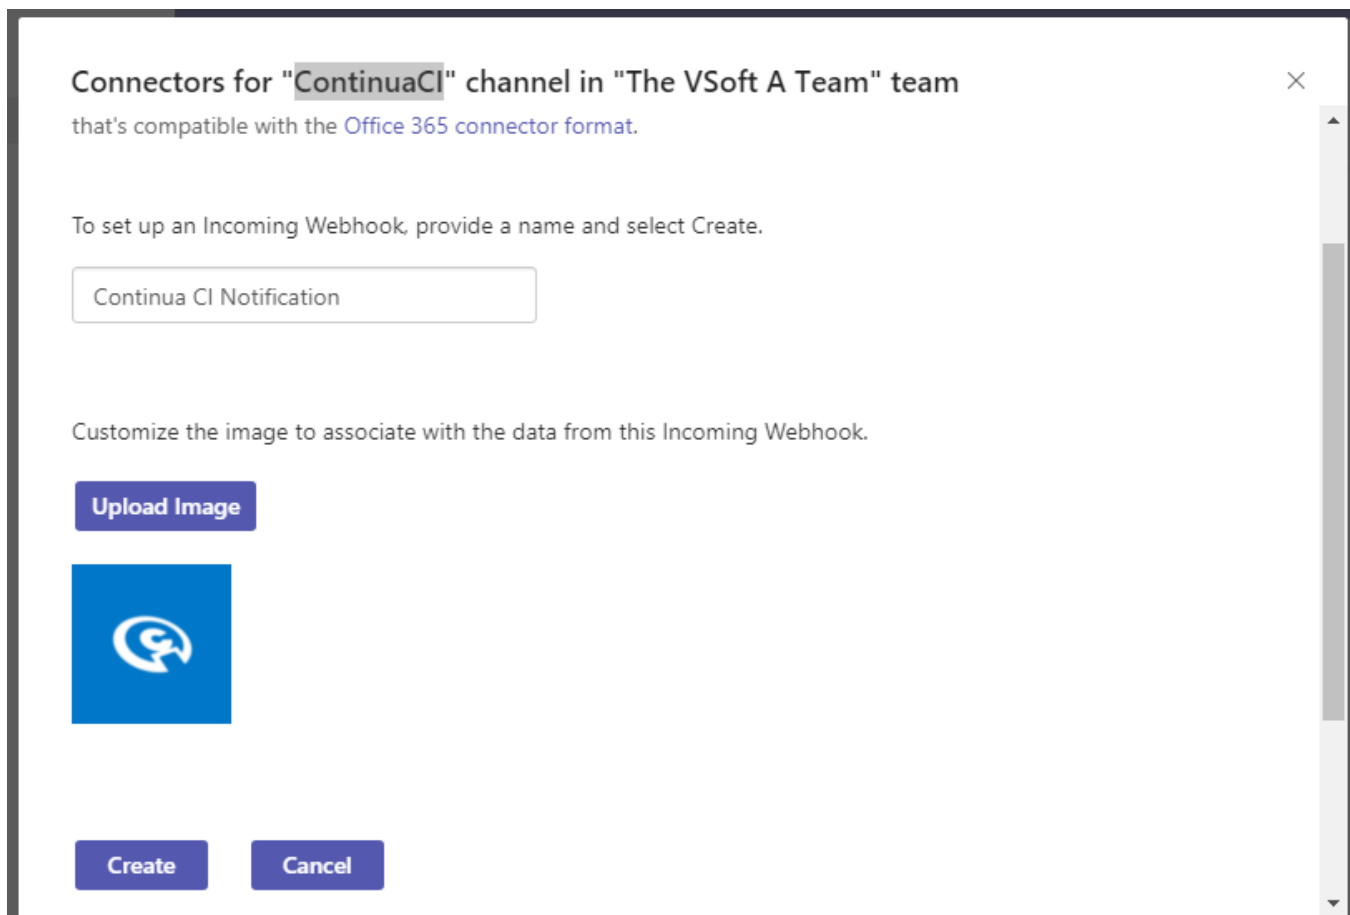 Connectors for "ContinuaCI" channel in "The VSoft A Team" team
that's compatible with the Office 365 connector format.
To set up an Incoming Webhook, provide a name and select Create.
Continua CI Notification
Customize the image to associate with the data from this Incoming Webhook.
Upload Image
Create Cancel